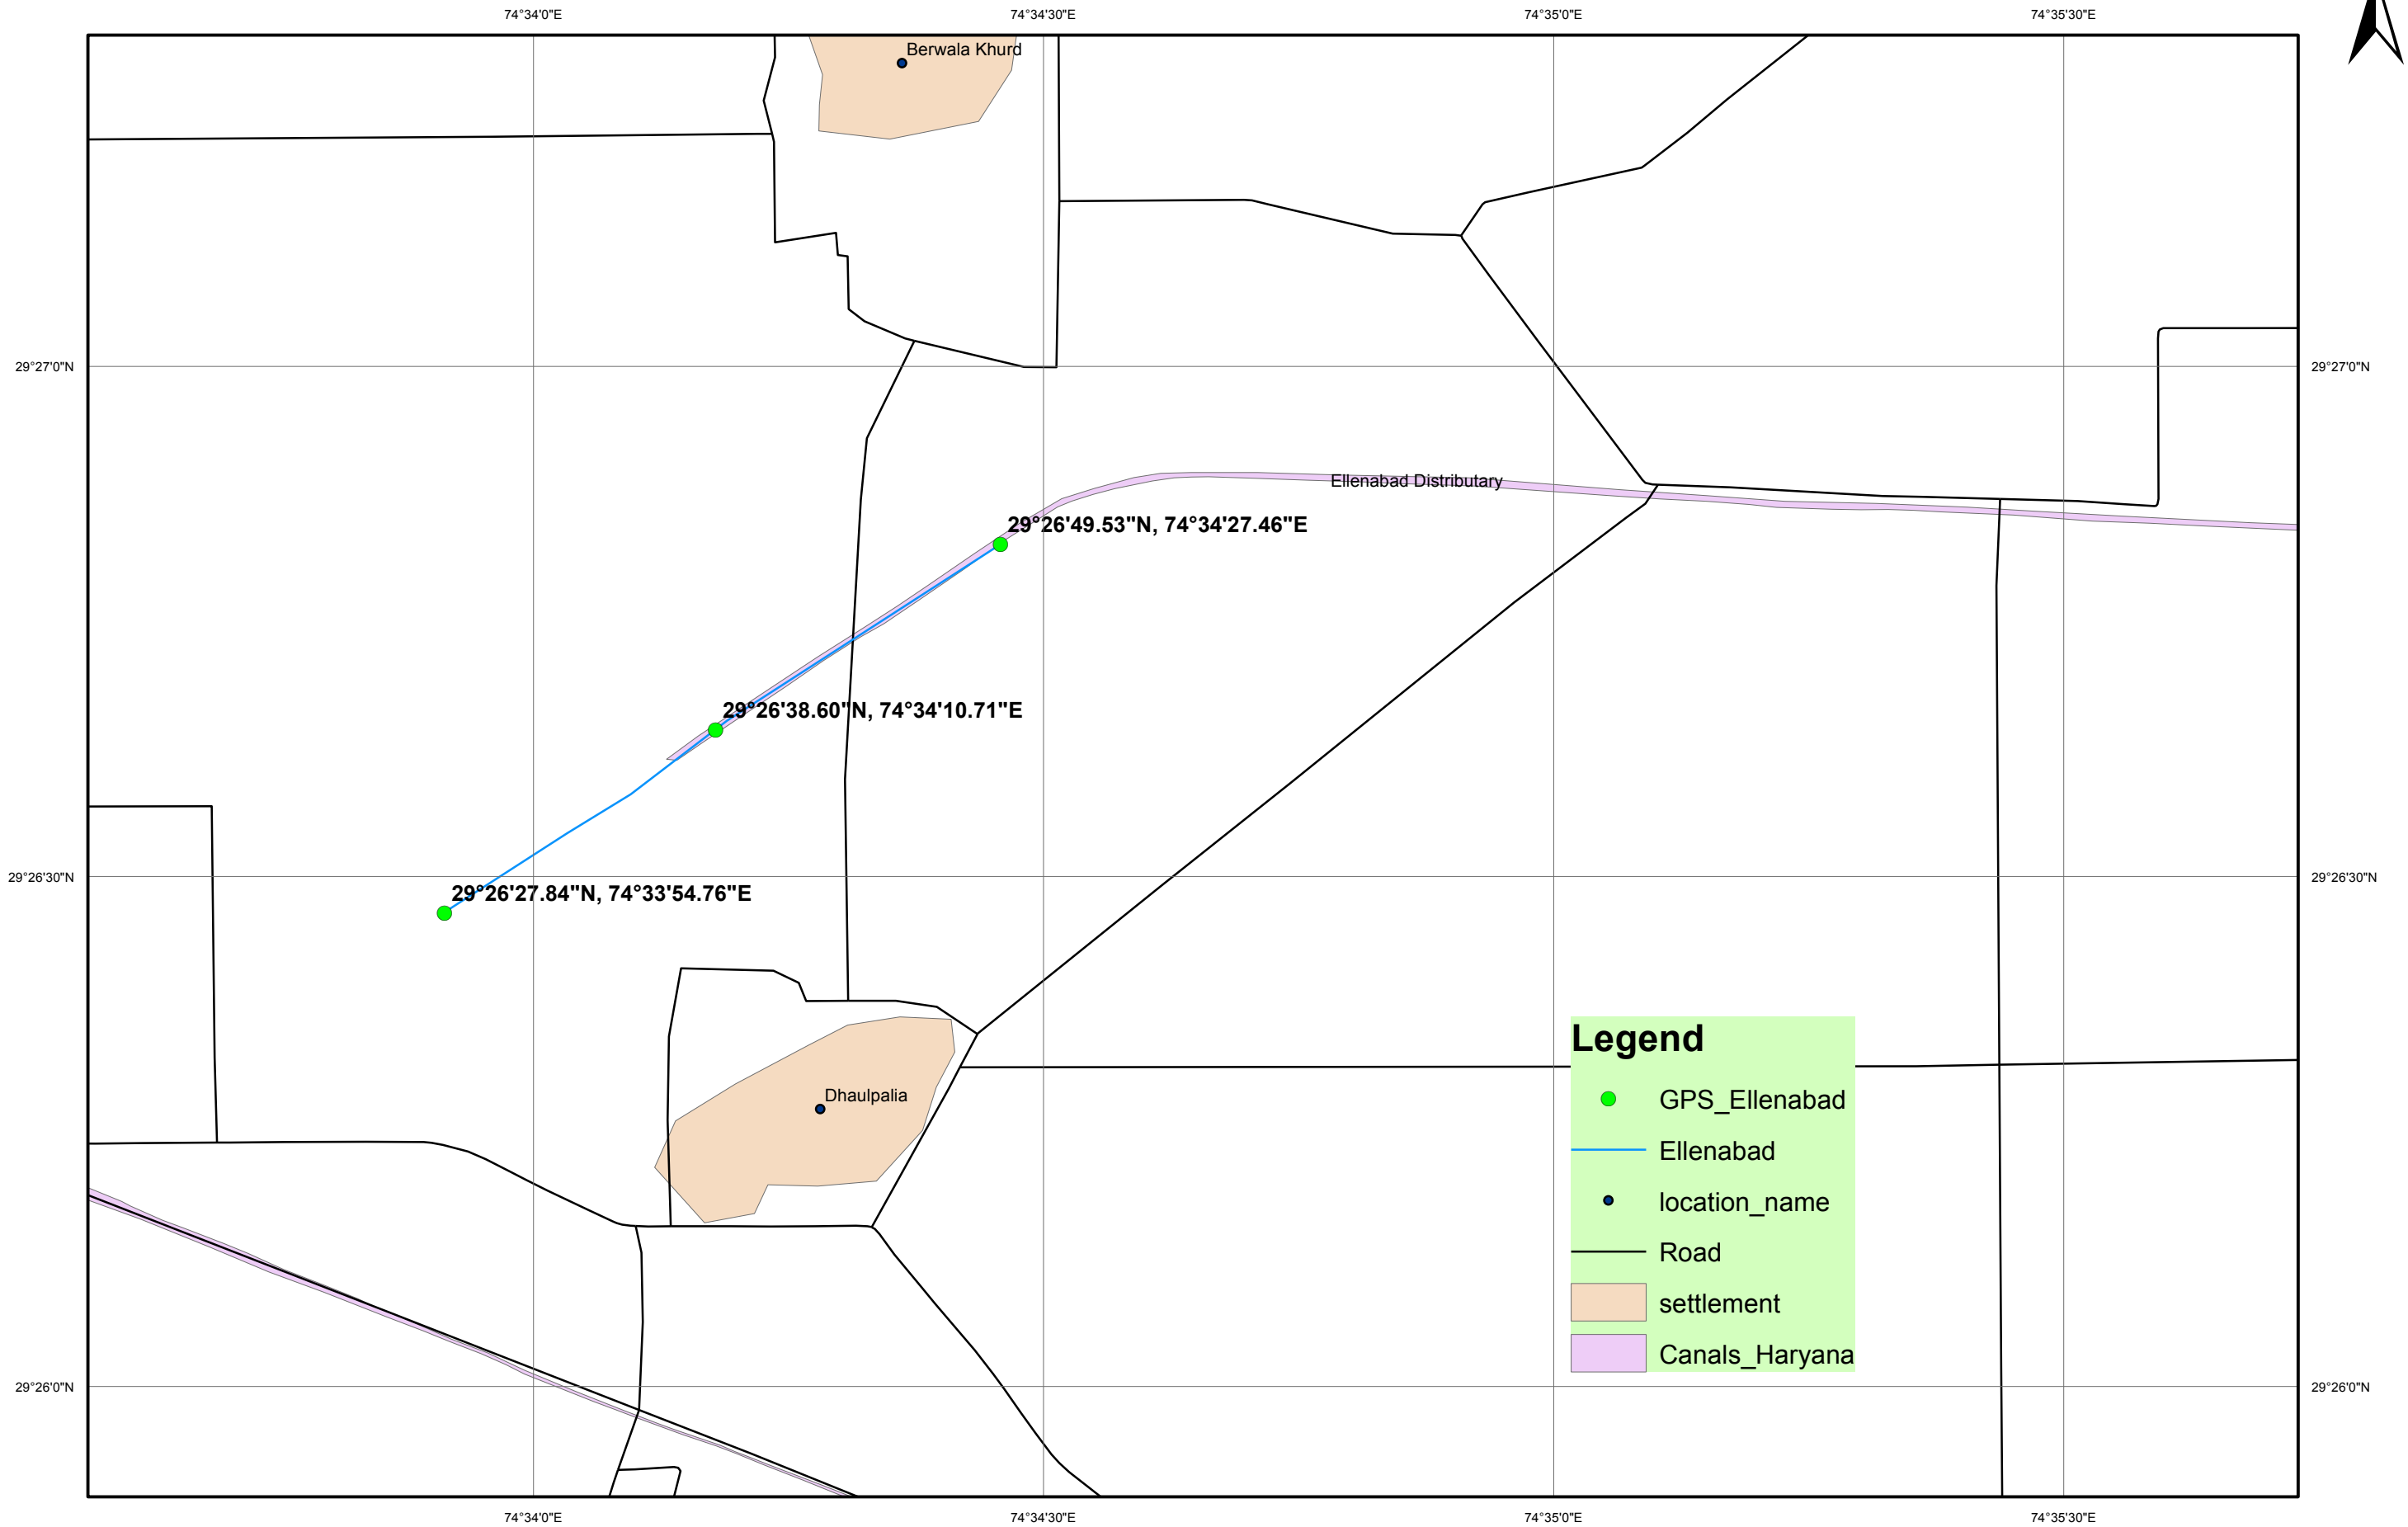 74°34'0"E
74°34'30"E
74°35'0"E
74°35'30"E
Berwala Khurd
29°27'0"N
29°27'0"N
Ellenabad Distributary
29°26'49.53"N, 74°34'27.46"E
29°26'38.60"N, 74°34'10.71"E
29°26'30"N
29°26'30"N
29°26'27.84"N, 74°33'54.76"E
Dhaulpalia
Legend
GPS_Ellenabad
Ellenabad
location_name
Road
settlement
Canals_Haryana
29°26'0"N
29°26'0"N
74°34'0"E
74°34'30"E
74°35'0"E
74°35'30"E